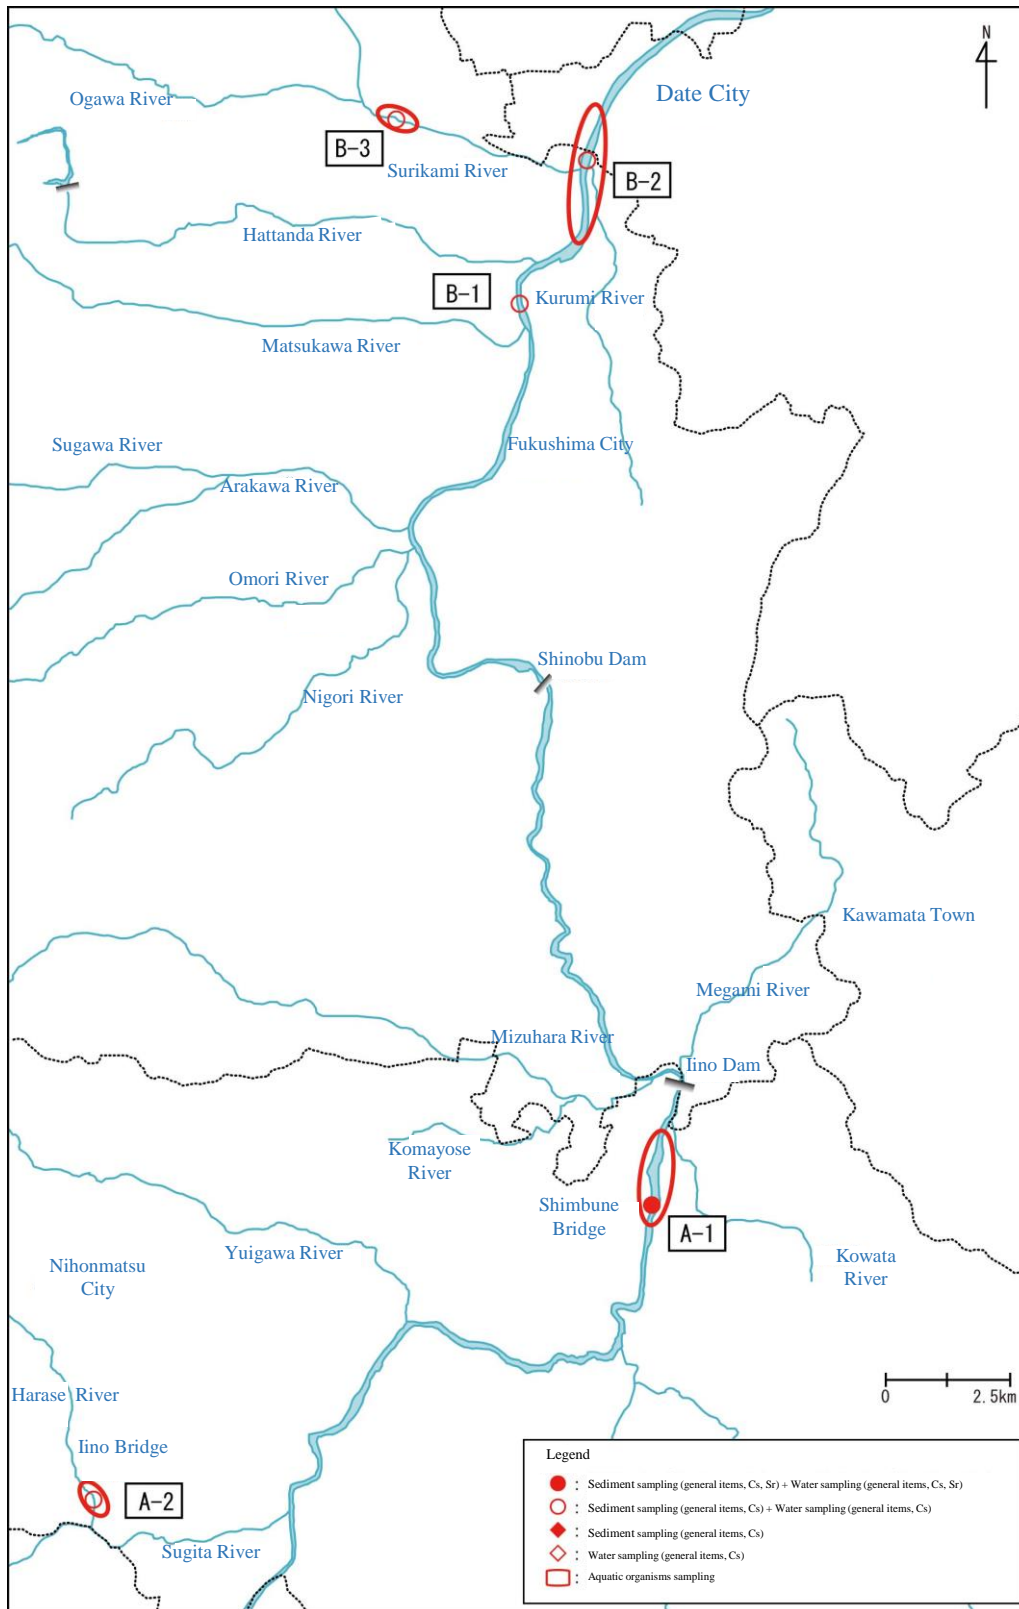 N
Date City
Ogawa River
B-3
Surikami River
B-2
Hattanda River
B-1
Kurumi River
Matsukawa River
Fukushima City
Sugawa River
Arakawa River
Omori River
Shinobu Dam
Nigori River
Kawamata Town
Megami River
Mizuhara River
Iino Dam
Komayose
River
Shimbune
Bridge
A-1
Yuigawa River
Kowata
River
Nihonmatsu
City
Harase River
0 2.5km
Iino Bridge
A-2
Sugita River
Legend
: Sediment sampling (general items, Cs, Sr) + Water sampling (general items, Cs, Sr)
: Sediment sampling (general items, Cs) + Water sampling (general items, Cs)
: Sediment sampling (general items, Cs)
: Water sampling (general items, Cs)
: Aquatic organisms sampling